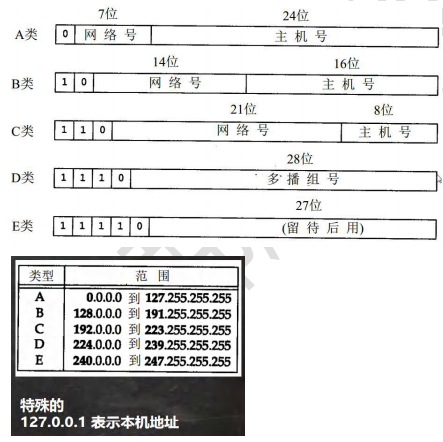 7位 24位
A类 0 网络号 主机号
14位 16位
B类 1 0 网络号 主机号
21位 8位
C类 1 1 0 网络号 主机号
28位
D类 1 1 1 0 多播组号
27位
E类 1 1 1 1 0 (留待后用)
类型 范围
A 0.0.0.0 到 127.255.255.255
B 128.0.0.0 到 191.255.255.255
C 192.0.0.0 到 223.255.255.255
D 224.0.0.0 到 239.255.255.255
E 240.0.0.0 到 247.255.255.255
特殊的
127.0.0.1 表示本机地址